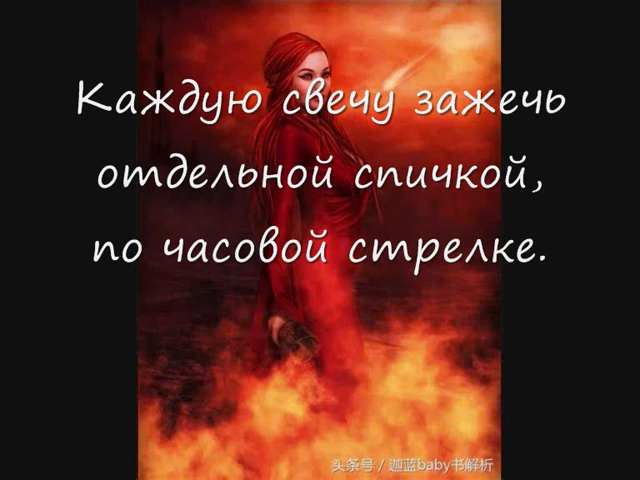 Каждую свечу зажечь
отдельной спичкой,
по часовой стрелке.
头条号 / 迦蓝baby书解析